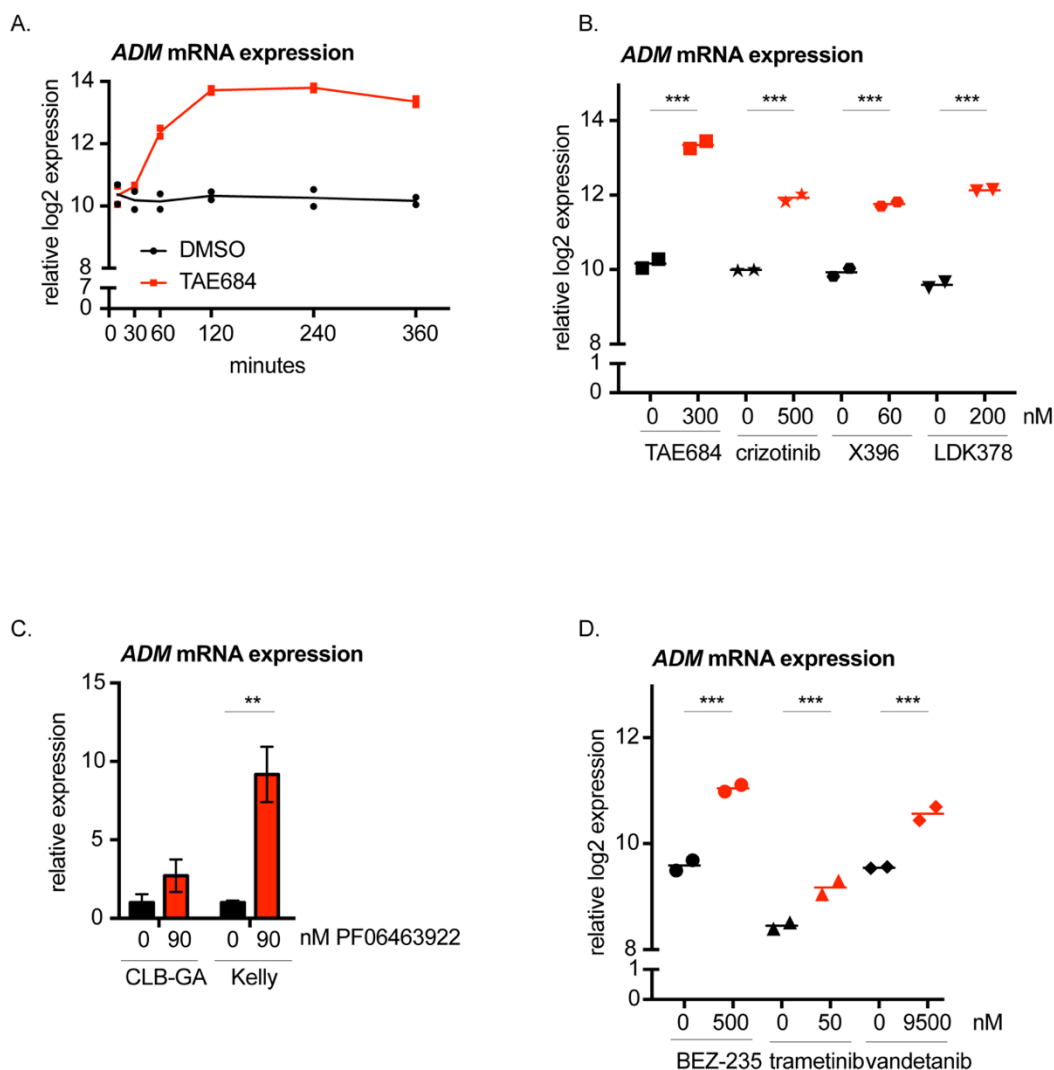 A.
ADM mRNA expression
relative log2 expression
14
12
10
8
7
0
DMSO
TAE684
0 30 60 120 240 360
minutes
B.
ADM mRNA expression
relative log2 expression
14
12
10
8
1
0
*** *** *** ***
0 300 0 500 0 60 0 200 nM
TAE684 crizotinib X396 LDK378
C.
ADM mRNA expression
relative expression
15
10
5
0
**
0 90 0 90 nM PF06463922
CLB-GA Kelly
D.
ADM mRNA expression
relative log2 expression
12
10
8
1
0
*** *** ***
0 500 0 50 0 9500 nM
BEZ-235 trametinib vandetanib